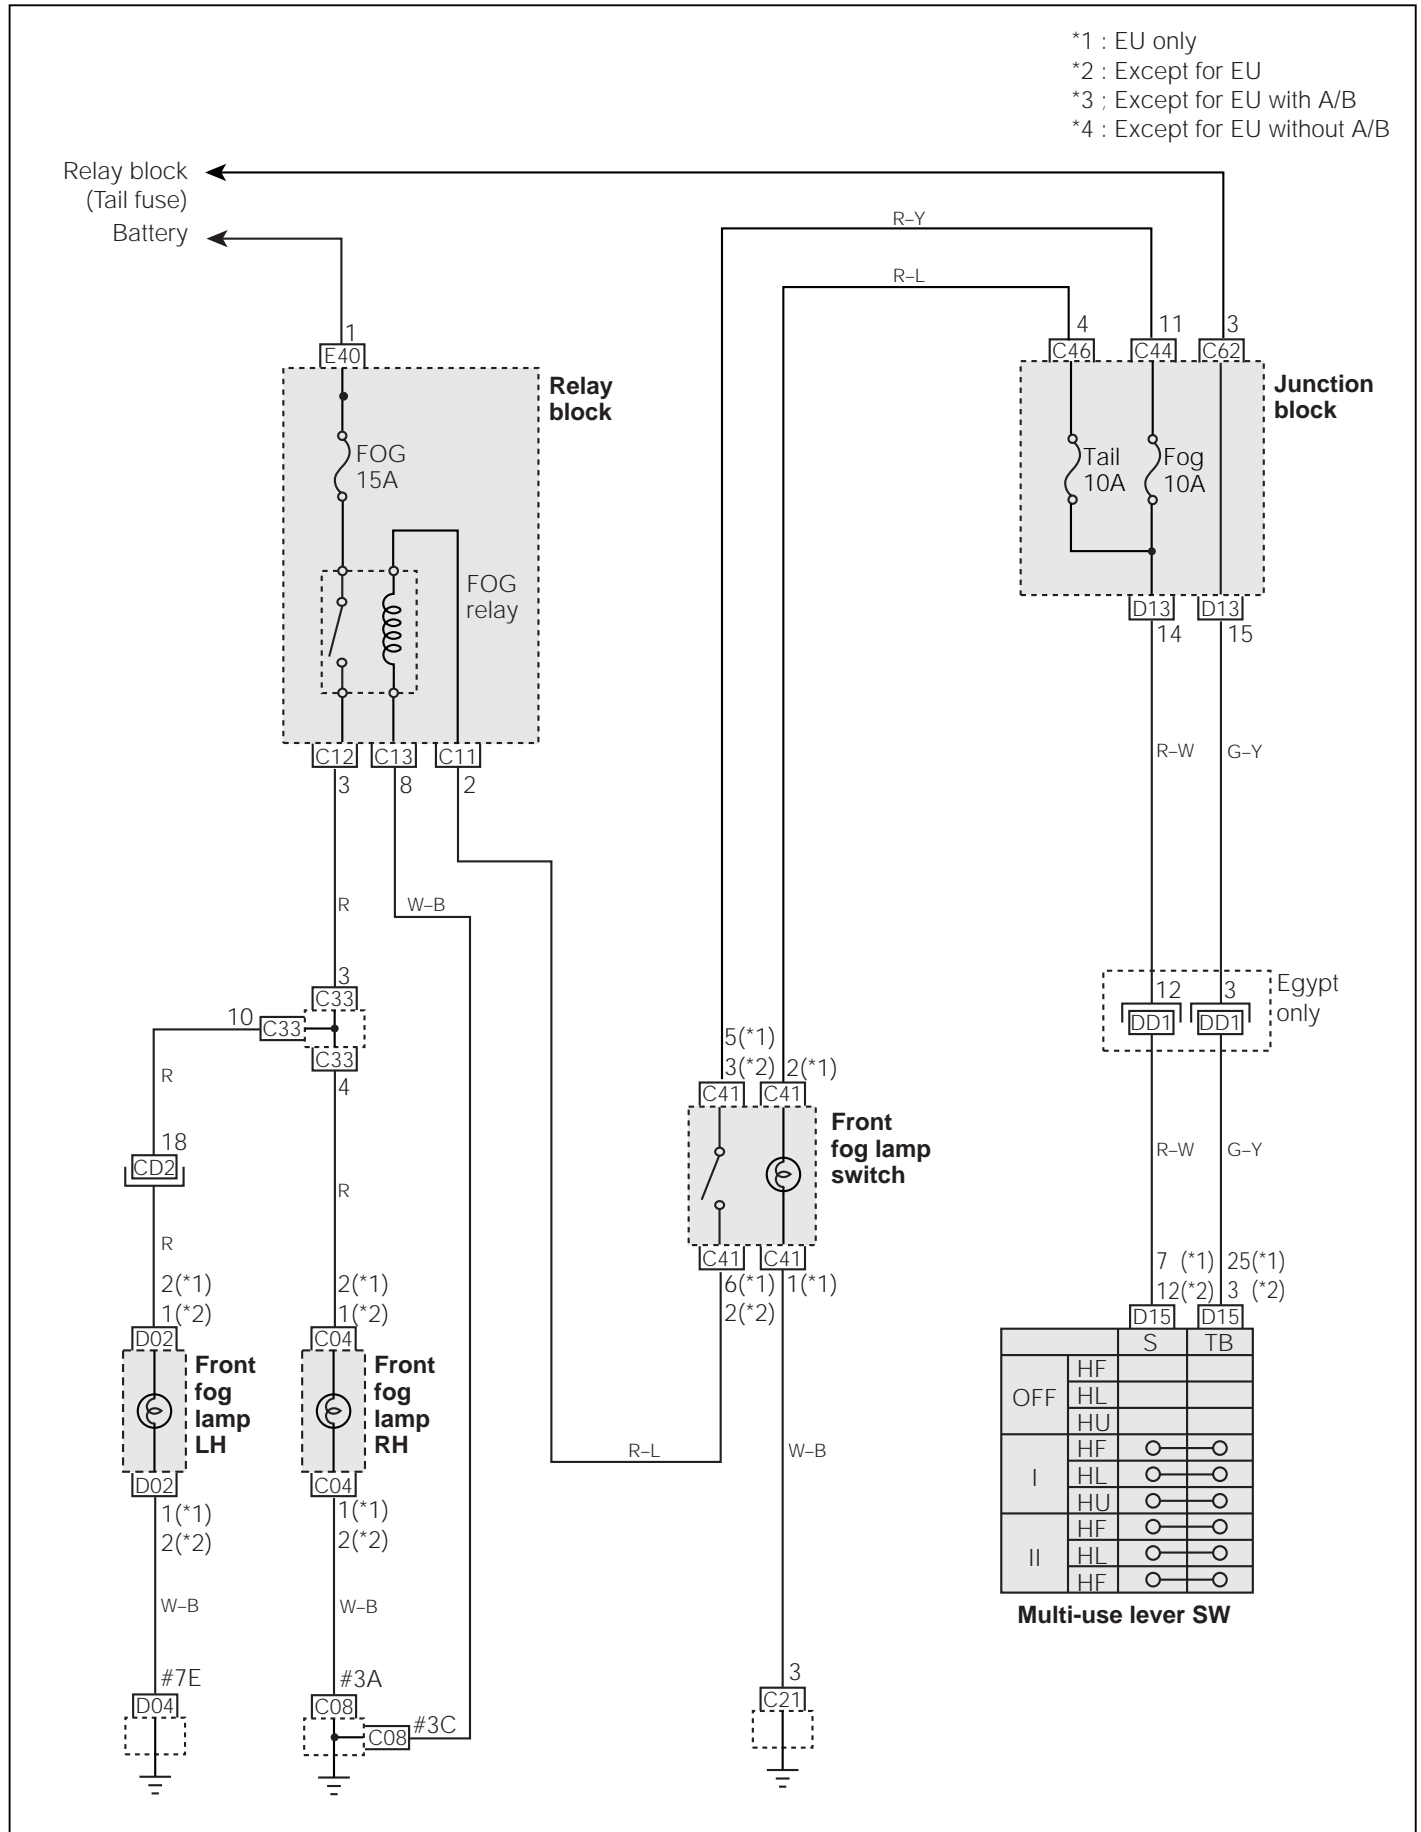 *1 : EU only
*2 : Except for EU
*3 ; Except for EU with A/B
*4 : Except for EU without A/B
Relay block
(Tail fuse)
Battery
R–Y
R–L
1
E40
4
11
3
C46
C44
C62
Relay
block
Junction
block
FOG
15A
Tail
10A
Fog
10A
FOG
relay
D13
D13
14
15
C12
C13
C11
3
8
2
R–W
G–Y
R
W–B
3
C33
10
C33
C33
4
R
12
3
DD1
DD1
Egypt
only
5(*1)
3(*2)
2(*1)
C41
C41
Front
fog lamp
switch
18
CD2
R
R
R–W
G–Y
C41
C41
6(*1)
2(*2)
1(*1)
2(*1)
1(*2)
2(*1)
1(*2)
7 (*1)
12(*2)
25(*1)
3 (*2)
D02
C04
D15
D15
Front
fog
lamp
LH
Front
fog
lamp
RH
S
TB
OFF
HF
HL
HU
I
HF
HL
HU
II
HF
HL
HF
Multi-use lever SW
R–L
W–B
D02
C04
1(*1)
2(*2)
1(*1)
2(*2)
W–B
W–B
#7E
#3A
3
D04
C08
C08
#3C
C21